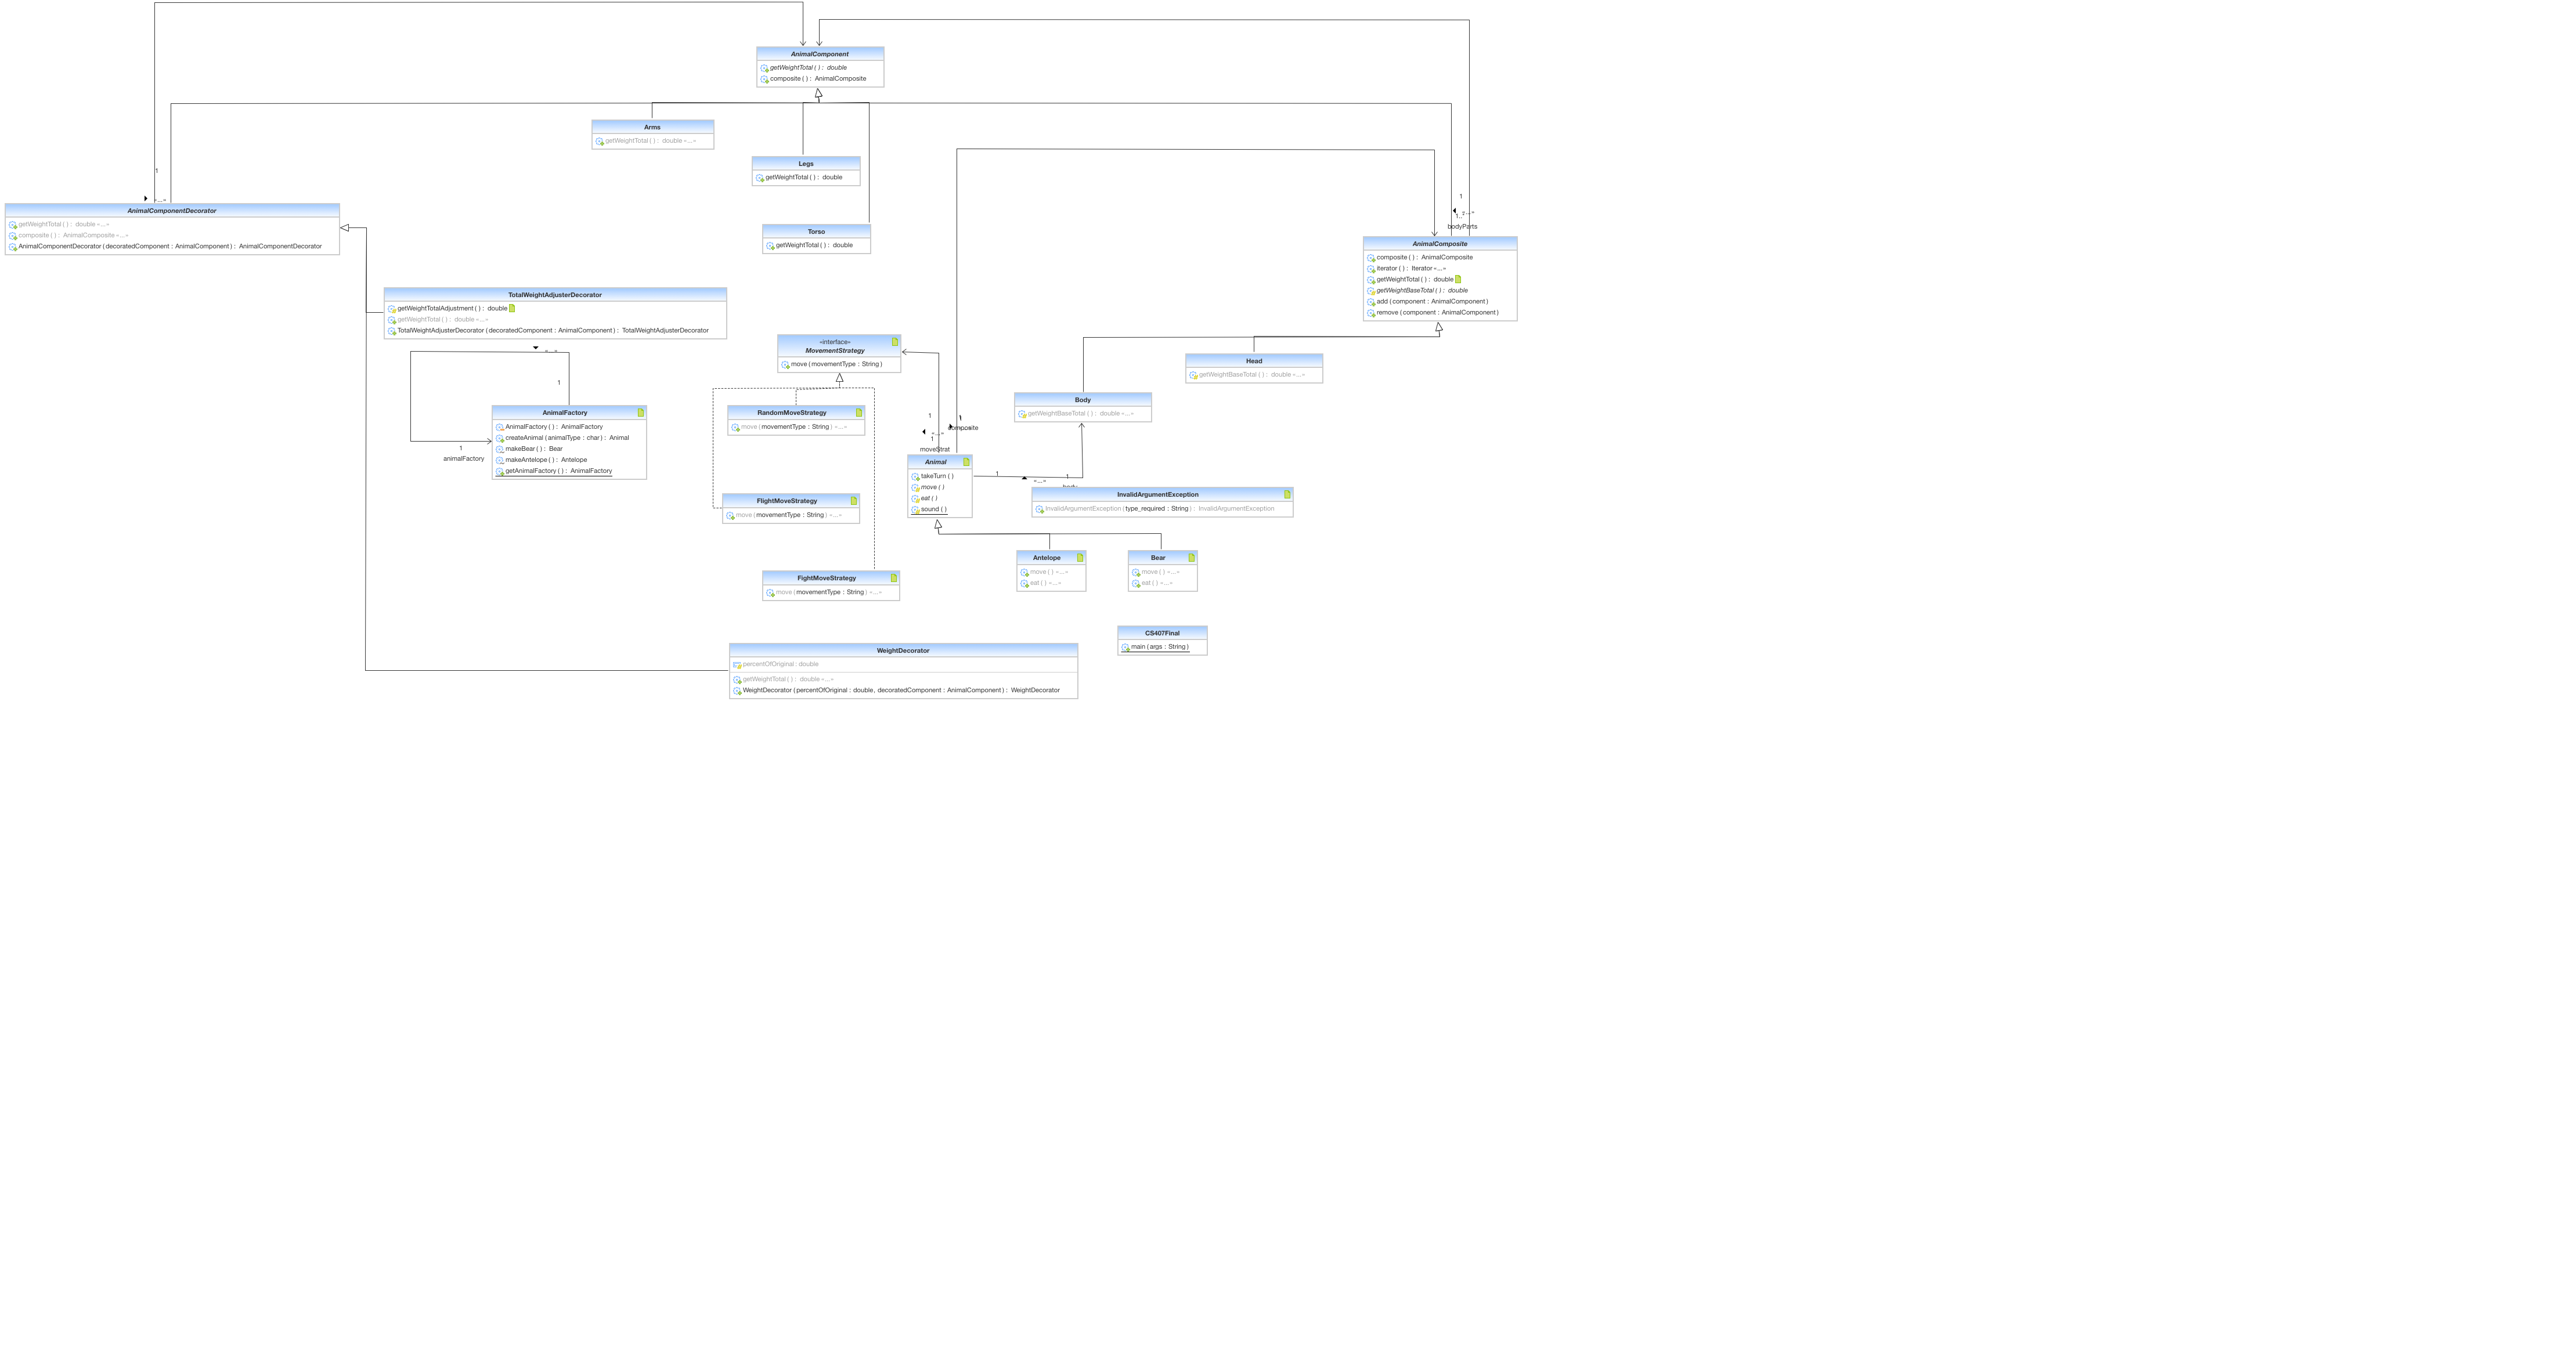 AnimalComponent
getWeightTotal ( ) : double
composite ( ) : AnimalComposite
Arms
getWeightTotal ( ) : double «...»
Legs
getWeightTotal ( ) : double
1
«...»
AnimalComponentDecorator
getWeightTotal ( ) : double «...»
composite ( ) : AnimalComposite «...»
AnimalComponentDecorator ( decoratedComponent : AnimalComponent ) : AnimalComponentDecorator
Torso
getWeightTotal ( ) : double
1
1..*
«...»
bodyParts
AnimalComposite
composite ( ) : AnimalComposite
iterator ( ) : Iterator «...»
getWeightTotal ( ) : double
getWeightBaseTotal ( ) : double
add ( component : AnimalComponent )
remove ( component : AnimalComponent )
TotalWeightAdjusterDecorator
getWeightTotalAdjustment ( ) : double
getWeightTotal ( ) : double «...»
TotalWeightAdjusterDecorator ( decoratedComponent : AnimalComponent ) : TotalWeightAdjusterDecorator
«interface»
MovementStrategy
move ( movementType : String )
Head
getWeightBaseTotal ( ) : double «...»
Body
getWeightBaseTotal ( ) : double «...»
«...»
1
AnimalFactory
AnimalFactory ( ) : AnimalFactory
createAnimal ( animalType : char ) : Animal
makeBear ( ) : Bear
makeAntelope ( ) : Antelope
getAnimalFactory ( ) : AnimalFactory
1
animalFactory
RandomMoveStrategy
move ( movementType : String ) «...»
1
1
composite
«...»
1
moveStrat
Animal
takeTurn ( )
move ( )
eat ( )
sound ( )
1
1
«...»
body
InvalidArgumentException
InvalidArgumentException ( type_required : String ) : InvalidArgumentException
FlightMoveStrategy
move ( movementType : String ) «...»
Antelope
move ( ) «...»
eat ( ) «...»
Bear
move ( ) «...»
eat ( ) «...»
FightMoveStrategy
move ( movementType : String ) «...»
CS407Final
main ( args : String )
WeightDecorator
percentOfOriginal : double
getWeightTotal ( ) : double «...»
WeightDecorator ( percentOfOriginal : double, decoratedComponent : AnimalComponent ) : WeightDecorator